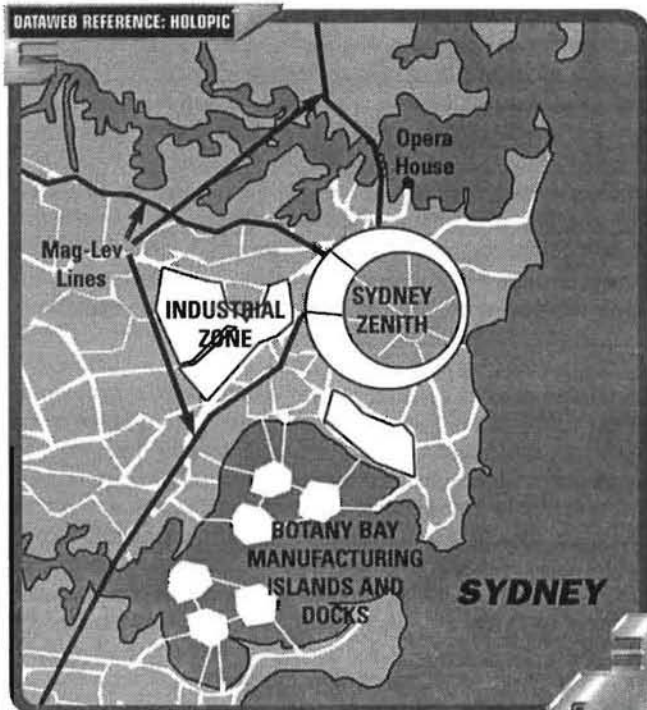 DATAWEB REFERENCE: HOLOPIC
Opera
House
Mag-Lev
Lines
INDUSTRIAL
ZONE
SYDNEY
ZENITH
BOTANY BAY
MANUFACTURING
ISLANDS AND
DOCKS
SYDNEY